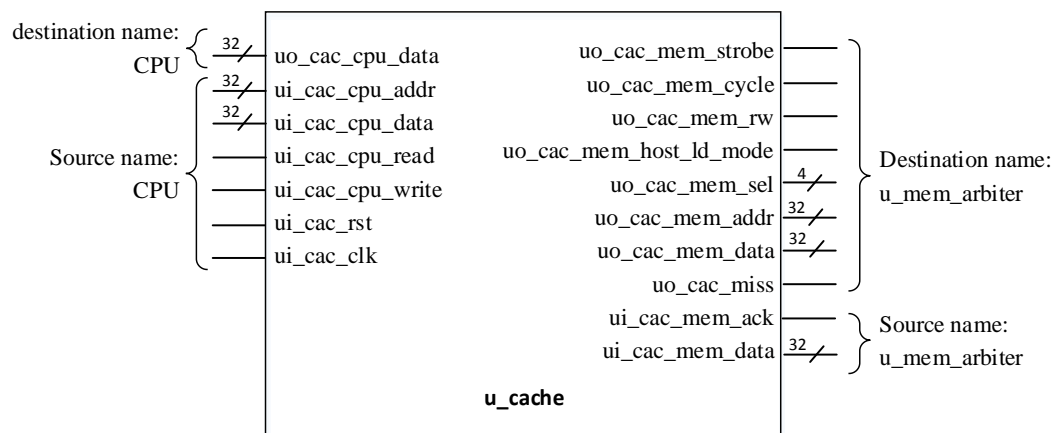 destination name:
CPU
32
uo_cac_cpu_data
32
ui_cac_cpu_addr
32
ui_cac_cpu_data
ui_cac_cpu_read
ui_cac_cpu_write
ui_cac_rst
ui_cac_clk
Source name:
CPU
uo_cac_mem_strobe
uo_cac_mem_cycle
uo_cac_mem_rw
uo_cac_mem_host_ld_mode
uo_cac_mem_sel
4
uo_cac_mem_addr
32
uo_cac_mem_data
32
uo_cac_miss
Destination name:
u_mem_arbiter
ui_cac_mem_ack
ui_cac_mem_data
32
Source name:
u_mem_arbiter
u_cache